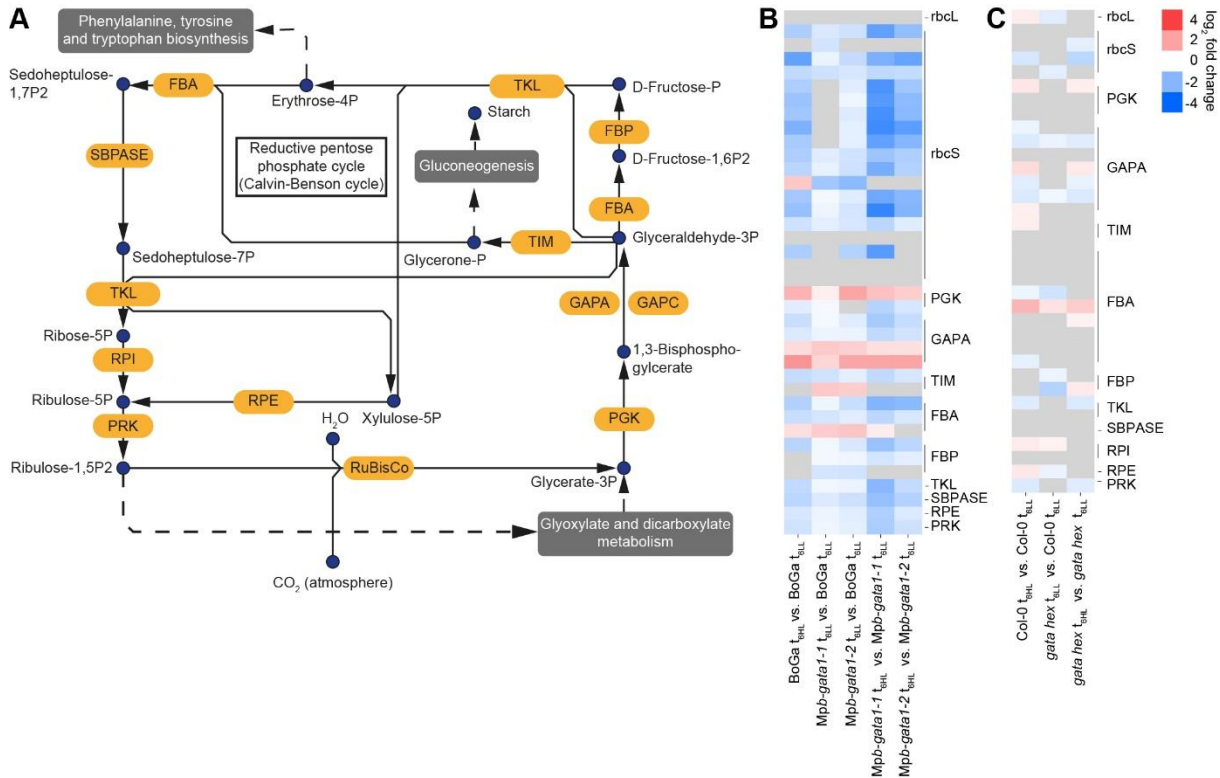 A
Phenylalanine, tyrosine
and tryptophan biosynthesis
Sedoheptulose-
1,7P2
FBA
Erythrose-4P
TKL
D-Fructose-P
Starch
FBP
SBPASE
Reductive pentose
phosphate cycle
(Calvin-Benson cycle)
Gluconeogenesis
D-Fructose-1,6P2
FBA
TIM
Glyceraldehyde-3P
Sedoheptulose-7P
Glycerone-P
TKL
GAPA
GAPC
Ribose-5P
RPI
1,3-Bisphospho-
gylcerate
Ribulose-5P
RPE
Xylulose-5P
H2O
PRK
PGK
Ribulose-1,5P2
RuBisCo
Glycerate-3P
Glyoxylate and dicarboxylate
metabolism
CO2 (atmosphere)
B
rbcL
rbcS
PGK
GAPA
TIM
FBA
FBP
TKL
SBPASE
RPE
PRK
BoGa t6HL vs. BoGa t6LL
Mpb-gata1-1 t6LL vs. BoGa t6LL
Mpb-gata1-2 t6LL vs. BoGa t6LL
Mpb-gata1-1 t6HL vs. Mpb-gata1-1 t6LL
Mpb-gata1-2 t6HL vs. Mpb-gata1-2 t6LL
C
rbcL
rbcS
PGK
GAPA
TIM
FBA
FBP
TKL
SBPASE
RPI
RPE
PRK
Col-0 t6HL vs. Col-0 t6LL
gata hex t6LL vs. Col-0 t6LL
gata hex t6HL vs. gata hex t6LL
4
2
0
-2
-4
log2 fold change